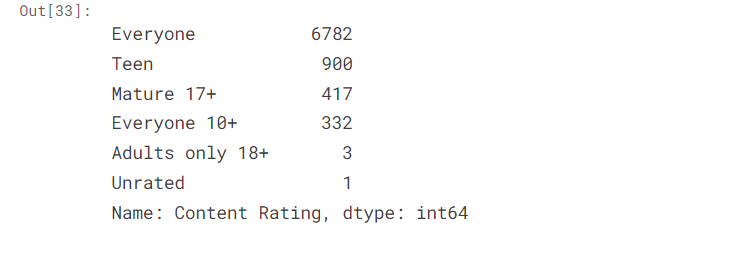 Out[33]:
Everyone 6782
Teen 900
Mature 17+ 417
Everyone 10+ 332
Adults only 18+ 3
Unrated 1
Name: Content Rating, dtype: int64